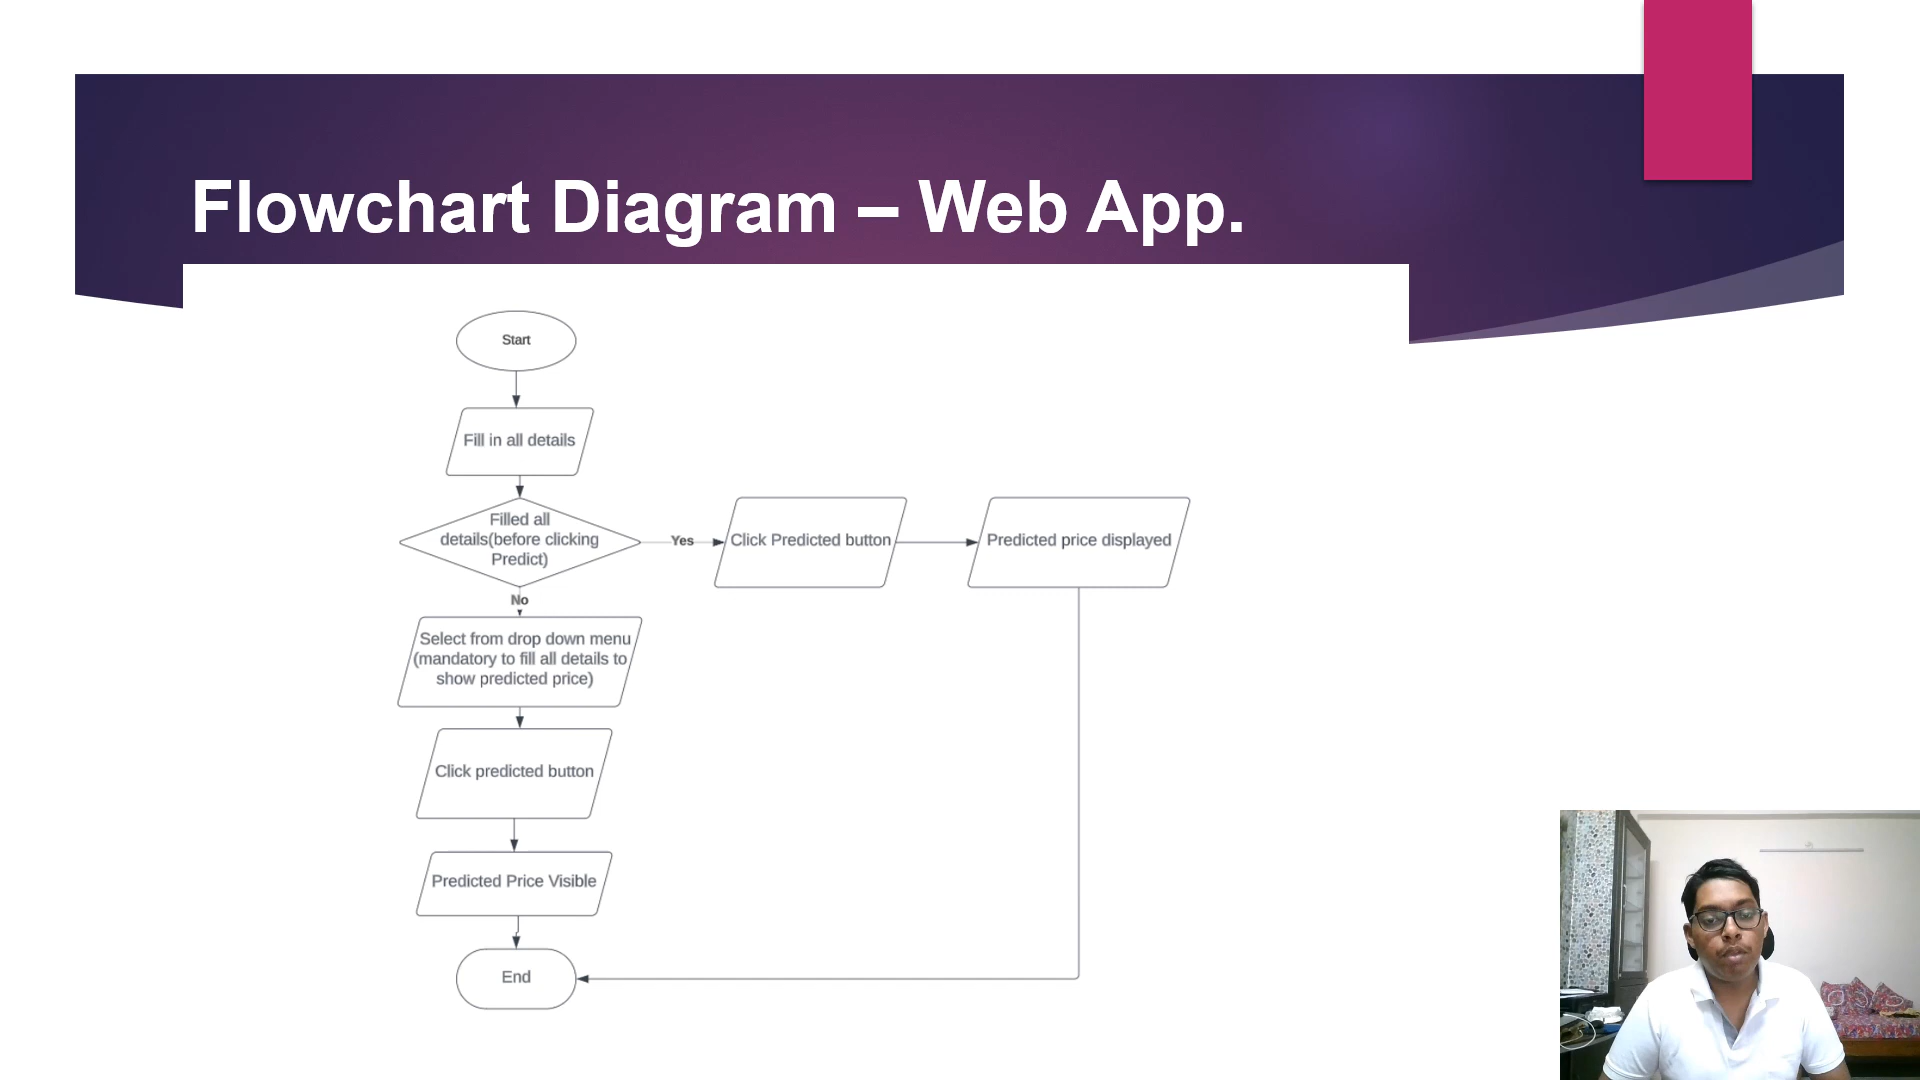 Flowchart Diagram – Web App.
Start
Fill in all details
Filled all
details(before clicking
Predict)
Yes
Click Predicted button
Predicted price displayed
No
Select from drop down menu
(mandatory to fill all details to
show predicted price)
Click predicted button
Predicted Price Visible
End